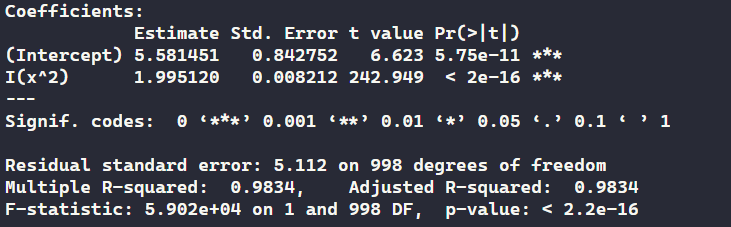 Coefficients:
             Estimate Std. Error t value Pr(>|t|)
(Intercept) 5.581451   0.842752   6.623 5.75e-11 ***
I(x^2)      1.995120   0.008212 242.949  < 2e-16 ***
---
Signif. codes:  0 ‘***’ 0.001 ‘**’ 0.01 ‘*’ 0.05 ‘.’ 0.1 ‘ ’ 1

Residual standard error: 5.112 on 998 degrees of freedom
Multiple R-squared:  0.9834,    Adjusted R-squared:  0.9834
F-statistic: 5.902e+04 on 1 and 998 DF,  p-value: < 2.2e-16